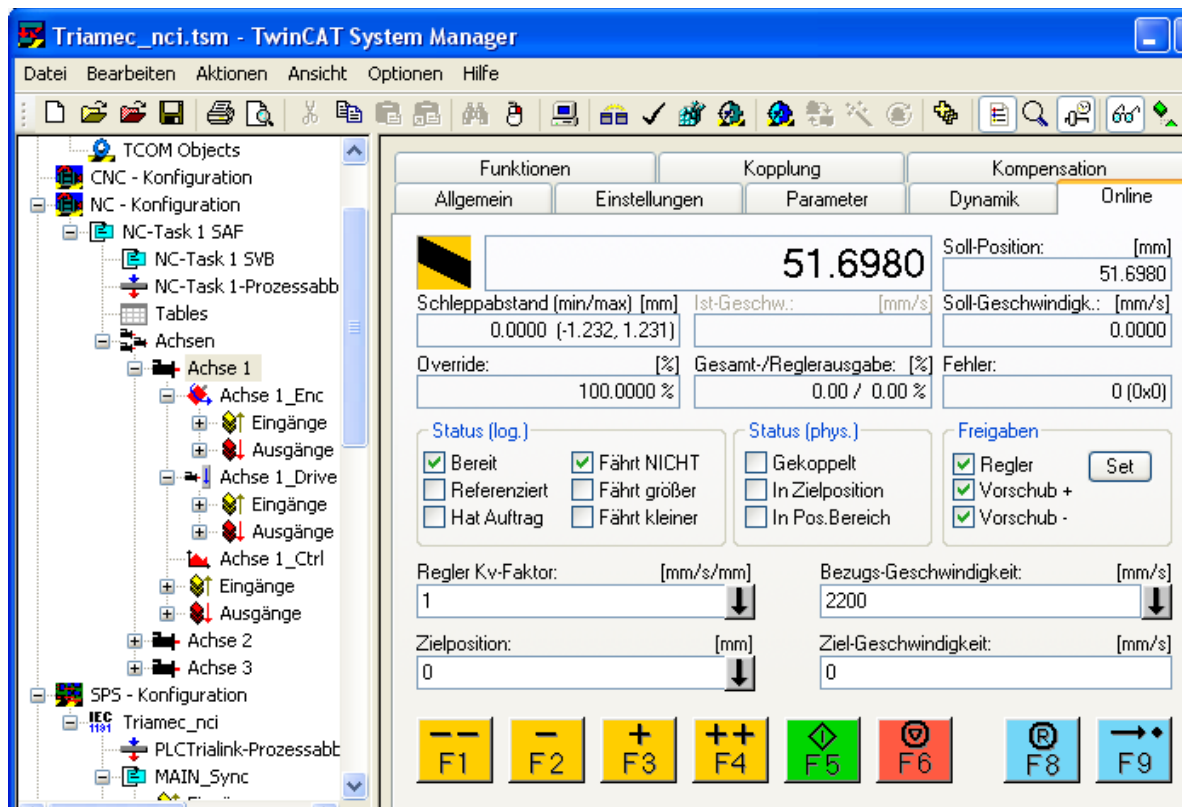 Triamec_nci.tsm - TwinCAT System Manager
Datei Bearbeiten Aktionen Ansicht Optionen Hilfe
TCOM Objects
CNC - Konfiguration
NC - Konfiguration
NC-Task 1 SAF
NC-Task 1 SVB
NC-Task 1-Prozessabb
Tables
Achsen
Achse 1
Achse 1_Enc
Eingänge
Ausgänge
Achse 1_Drive
Eingänge
Ausgänge
Achse 1_Ctrl
Eingänge
Ausgänge
Achse 2
Achse 3
SPS - Konfiguration
IEC 1131 Triamec_nci
PLCTrialink-Prozessabb
MAIN_Sync
Funktionen Kopplung Kompensation
Allgemein Einstellungen Parameter Dynamik Online
51.6980
Soll-Position: [mm]
51.6980
Schleppabstand (min/max) [mm] Ist-Geschw.: [mm/s] Soll-Geschwindigk.: [mm/s]
0.0000 (-1.232, 1.231) 0.0000
Override: [%] Gesamt-/Reglerausgabe: [%] Fehler:
100.0000 % 0.00 / 0.00 % 0 (0x0)
Status (log.) Status (phys.) Freigaben
Bereit Fährt NICHT Gekoppelt Regler Set
Referenziert Fährt größer In Zielposition Vorschub +
Hat Auftrag Fährt kleiner In Pos.Bereich Vorschub -
Regler Kv-Faktor: [mm/s/mm] Bezugs-Geschwindigkeit: [mm/s]
1 2200
Zielposition: [mm] Ziel-Geschwindigkeit: [mm/s]
0 0
-- - + ++ R
F1 F2 F3 F4 F5 F6 F8 F9